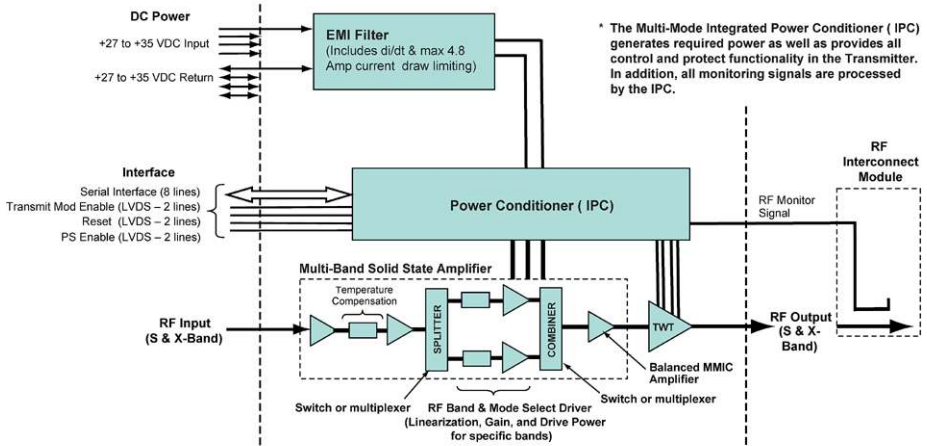 DC Power
+27 to +35 VDC Input
+27 to +35 VDC Return
EMI Filter
(Includes di/dt & max 4.8
Amp current draw limiting)
* The Multi-Mode Integrated Power Conditioner ( IPC)
generates required power as well as provides all
control and protect functionality in the Transmitter.
In addition, all monitoring signals are processed
by the IPC.
Interface
Serial Interface (8 lines)
Transmit Mod Enable (LVDS – 2 lines)
Reset (LVDS – 2 lines)
PS Enable (LVDS – 2 lines)
Power Conditioner ( IPC)
RF Monitor
Signal
RF
Interconnect
Module
Multi-Band Solid State Amplifier
Temperature
Compensation
RF Input
(S & X-Band)
SPLITTER
COMBINER
TWT
RF Output
(S & X-
Band)
Balanced MMIC
Amplifier
Switch or multiplexer
RF Band & Mode Select Driver
(Linearization, Gain, and Drive Power
for specific bands)
Switch or multiplexer